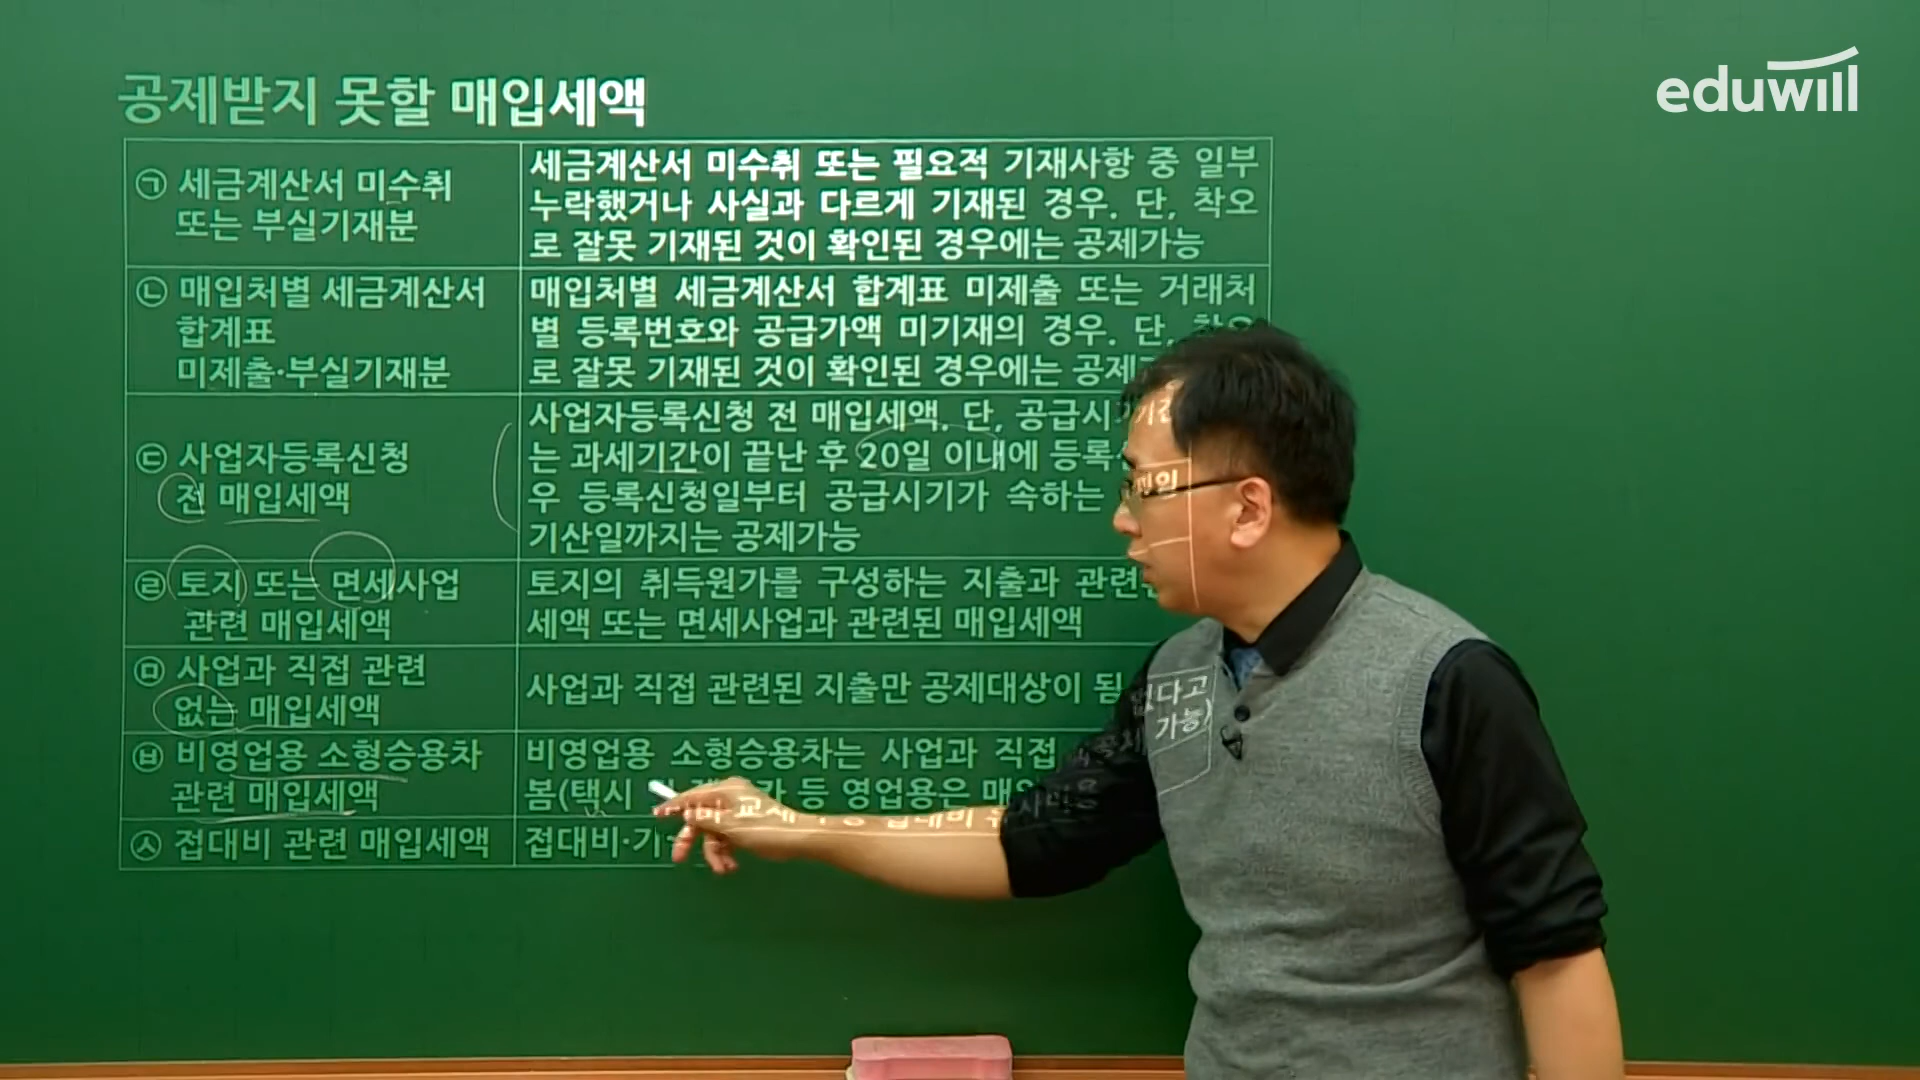 eduwill
공제받지 못할 매입세액
㉠ 세금계산서 미수취
또는 부실기재분
세금계산서 미수취 또는 필요적 기재사항 중 일부
누락했거나 사실과 다르게 기재된 경우. 단, 착오
로 잘못 기재된 것이 확인된 경우에는 공제가능
㉡ 매입처별 세금계산서
합계표
미제출·부실기재분
매입처별 세금계산서 합계표 미제출 또는 거래처
별 등록번호와 공급가액 미기재의 경우. 단,
로 잘못 기재된 것이 확인된 경우에는
㉢ 사업자등록신청
전 매입세액
사업자등록신청 전 매입세액. 단,
는 과세기간이 끝난 후 20일 이내에
우 등록신청일부터 공급시기가 속하는
기산일까지는 공제가능
㉣ 토지 또는 면세사업
관련 매입세액
토지의 취득원가를 구성하는 지출과
세액 또는 면세사업과 관련된 매입세액
㉤ 사업과 직접 관련
없는 매입세액
사업과 직접 관련된 지출만 공제대상이 됨
㉥ 비영업용 소형승용차
관련 매입세액
비영업용 소형승용차는 사업과 직접 없다고
봄(택시 등 영업용은 가능)
㉦ 접대비 관련 매입세액